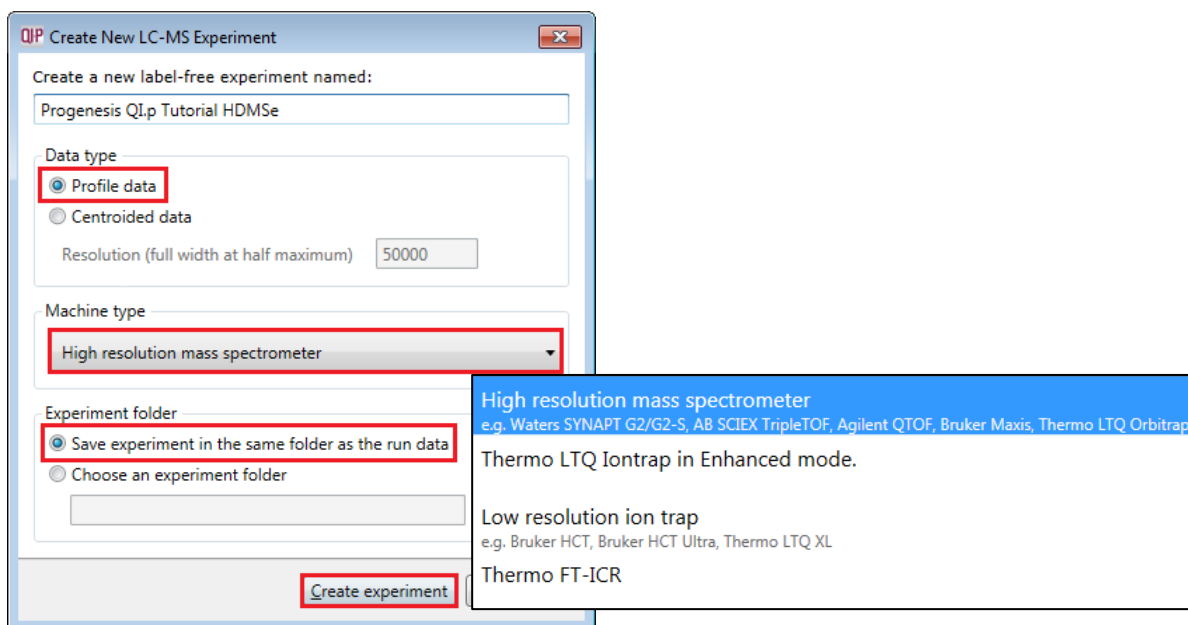 QIP Create New LC-MS Experiment
Create a new label-free experiment named:
Progenesis QI.p Tutorial HDMSe
Data type
Profile data
Centroided data
Resolution (full width at half maximum) 50000
Machine type
High resolution mass spectrometer
High resolution mass spectrometer
e.g. Waters SYNAPT G2/G2-S, AB SCIEX TripleTOF, Agilent QTOF, Bruker Maxis, Thermo LTQ Orbitrap
Thermo LTQ Iontrap in Enhanced mode.
Low resolution ion trap
e.g. Bruker HCT, Bruker HCT Ultra, Thermo LTQ XL
Thermo FT-ICR
Experiment folder
Save experiment in the same folder as the run data
Choose an experiment folder
Create experiment